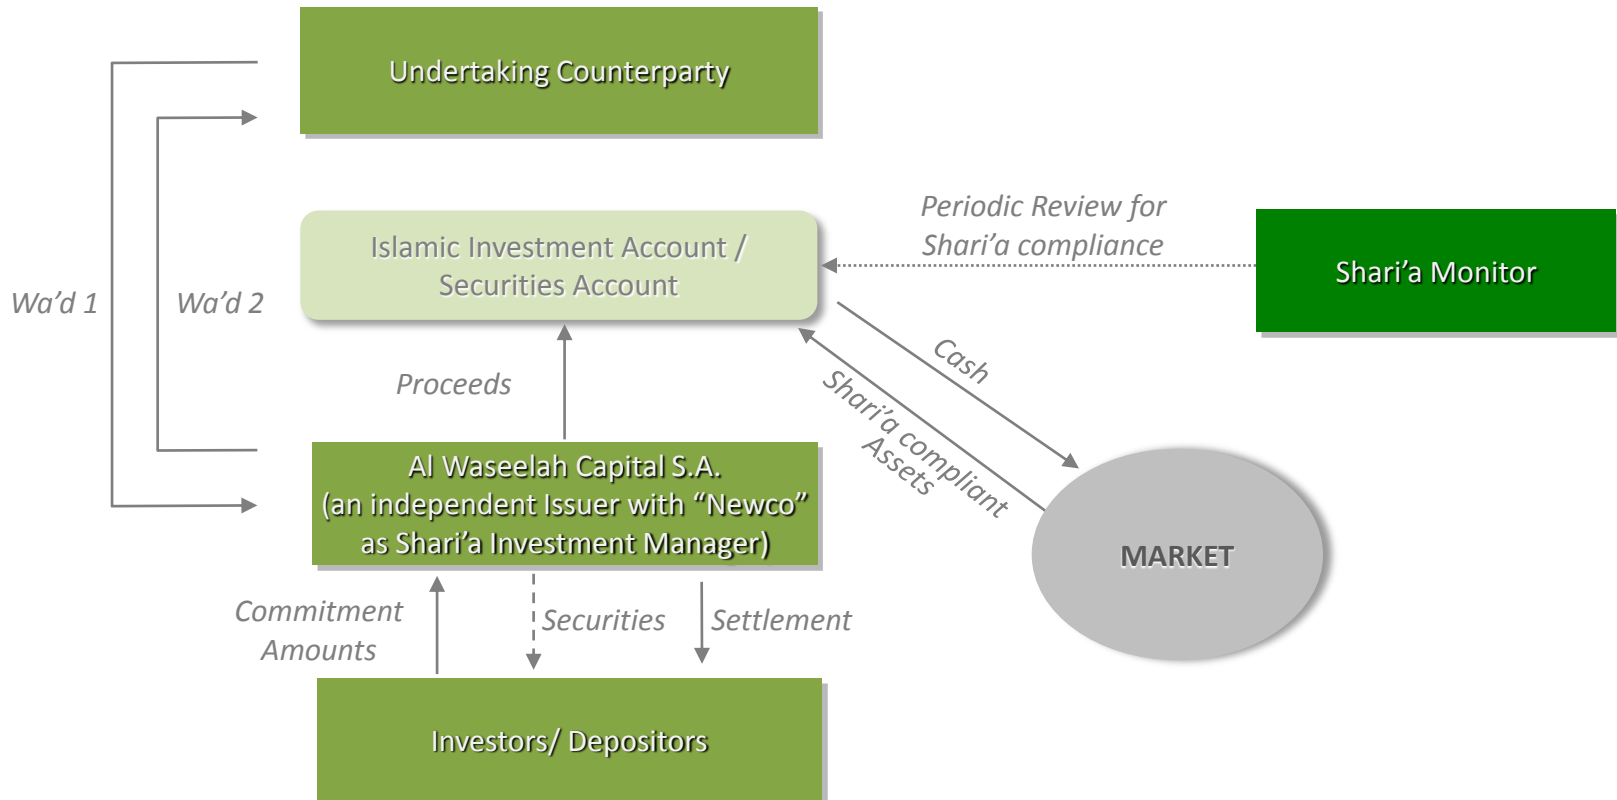 Undertaking Counterparty
Periodic Review for
Shari’a compliance
Islamic Investment Account /
Securities Account
Shari’a Monitor
Wa’d 1
Wa’d 2
Cash
Proceeds
Shari’a compliant
Assets
Al Waseelah Capital S.A.
(an independent Issuer with “Newco”
as Shari’a Investment Manager)
MARKET
Commitment
Amounts
Securities
Settlement
Investors/ Depositors